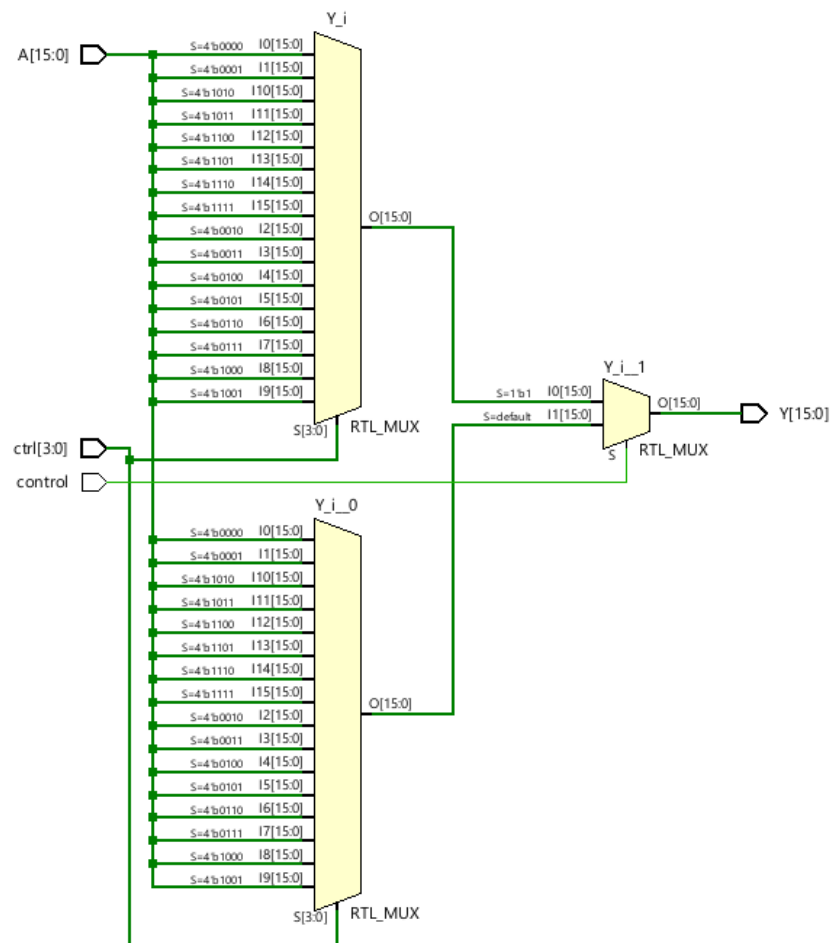 Y_i
A[15:0]
S=4'b0000 I0[15:0]
S=4'b0001 I1[15:0]
S=4'b1010 I10[15:0]
S=4'b1011 I11[15:0]
S=4'b1100 I12[15:0]
S=4'b1101 I13[15:0]
S=4'b1110 I14[15:0]
S=4'b1111 I15[15:0]
S=4'b0010 I2[15:0]
S=4'b0011 I3[15:0]
S=4'b0100 I4[15:0]
S=4'b0101 I5[15:0]
S=4'b0110 I6[15:0]
S=4'b0111 I7[15:0]
S=4'b1000 I8[15:0]
S=4'b1001 I9[15:0]
O[15:0]
S[3:0] RTL_MUX
Y_i__1
S=1'b1 I0[15:0]
S=default I1[15:0]
O[15:0]
Y[15:0]
S RTL_MUX
ctrl[3:0]
control
Y_i__0
S=4'b0000 I0[15:0]
S=4'b0001 I1[15:0]
S=4'b1010 I10[15:0]
S=4'b1011 I11[15:0]
S=4'b1100 I12[15:0]
S=4'b1101 I13[15:0]
S=4'b1110 I14[15:0]
S=4'b1111 I15[15:0]
S=4'b0010 I2[15:0]
S=4'b0011 I3[15:0]
S=4'b0100 I4[15:0]
S=4'b0101 I5[15:0]
S=4'b0110 I6[15:0]
S=4'b0111 I7[15:0]
S=4'b1000 I8[15:0]
S=4'b1001 I9[15:0]
O[15:0]
S[3:0] RTL_MUX